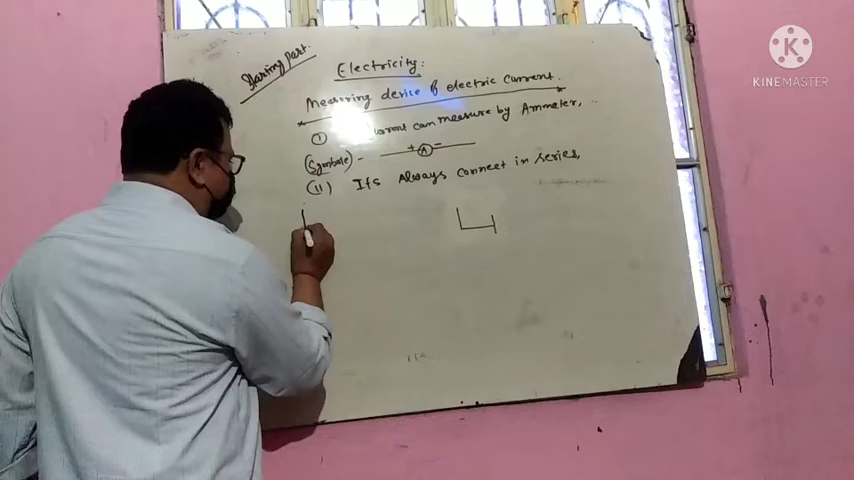 Starting part.
Electricity:
Measuring device of electric current.
(i) Current can measure by Ammeter,
(Symbole) - + (A) -
(ii) Its Always connect in series,
K
KINEMASTER